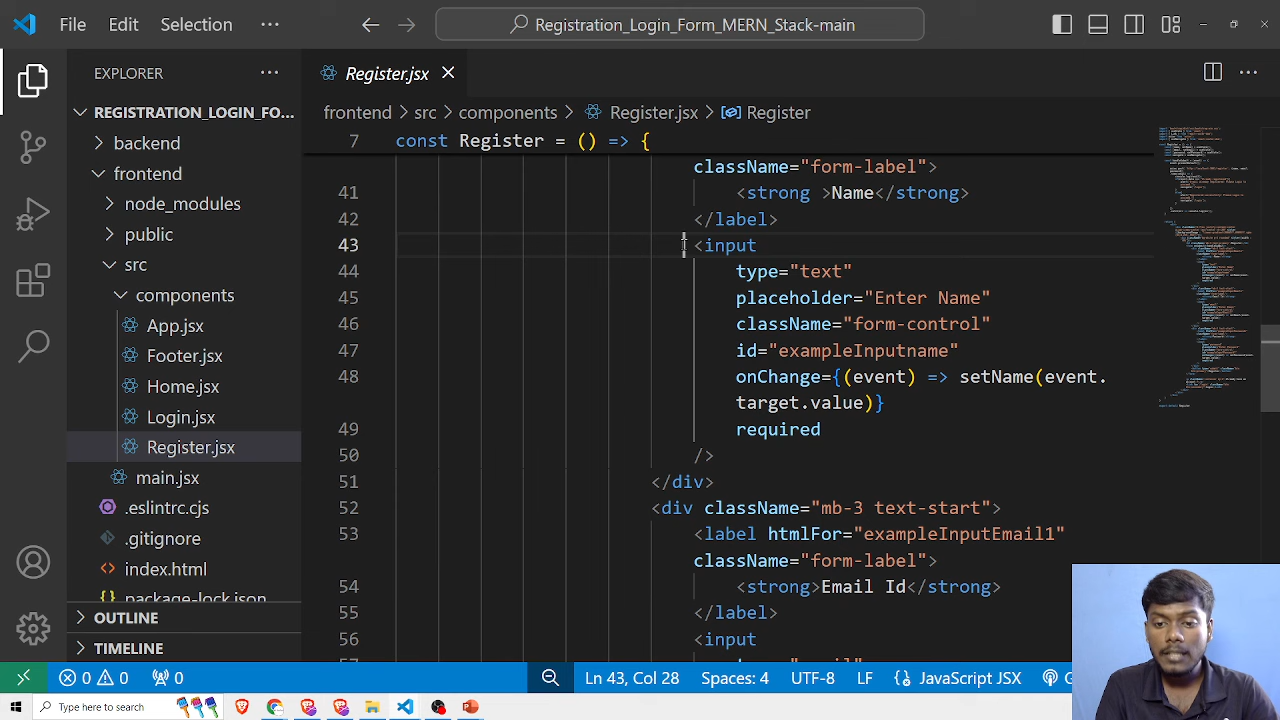 File Edit Selection ··· Registration_Login_Form_MERN_Stack-main
EXPLORER ···
REGISTRATION_LOGIN_FO...
backend
frontend
node_modules
public
src
components
App.jsx
Footer.jsx
Home.jsx
Login.jsx
Register.jsx
main.jsx
.eslintrc.cjs
.gitignore
index.html
package-lock.json
OUTLINE
TIMELINE
Register.jsx
frontend > src > components > Register.jsx > Register
7 const Register = () => {
className="form-label">
41 <strong >Name</strong>
42 </label>
43 <input
44 type="text"
45 placeholder="Enter Name"
46 className="form-control"
47 id="exampleInputname"
48 onChange={(event) => setName(event.
target.value)}
49 required
50 />
51 </div>
52 <div className="mb-3 text-start">
53 <label htmlFor="exampleInputEmail1"
className="form-label">
54 <strong>Email Id</strong>
55 </label>
56 <input
0 0 0 Ln 43, Col 28 Spaces: 4 UTF-8 LF JavaScript JSX
Type here to search